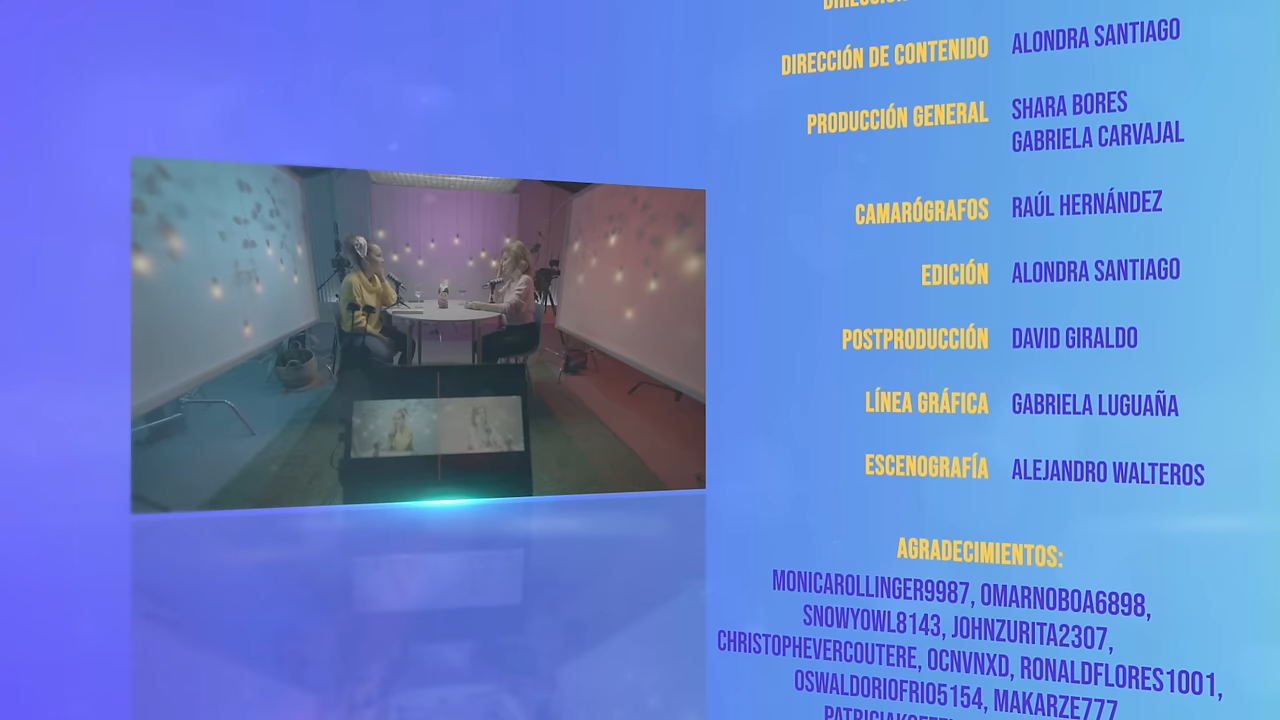 DIRECCIÓN DE CONTENIDO ALONDRA SANTIAGO
PRODUCCIÓN GENERAL SHARA BORES
GABRIELA CARVAJAL
CAMARÓGRAFOS RAÚL HERNÁNDEZ
EDICIÓN ALONDRA SANTIAGO
POSTPRODUCCIÓN DAVID GIRALDO
LÍNEA GRÁFICA GABRIELA LUGUAÑA
ESCENOGRAFÍA ALEJANDRO WALTEROS
AGRADECIMIENTOS:
MONICAROLLINGER9987, OMARNOBOA6898,
SNOWYOWL8143, JOHNZURITA2307,
CHRISTOPHEVERCOUTERE, OCNVNXD, RONALDFLORES1001,
OSWALDORIOFRIO5154, MAKARZE777